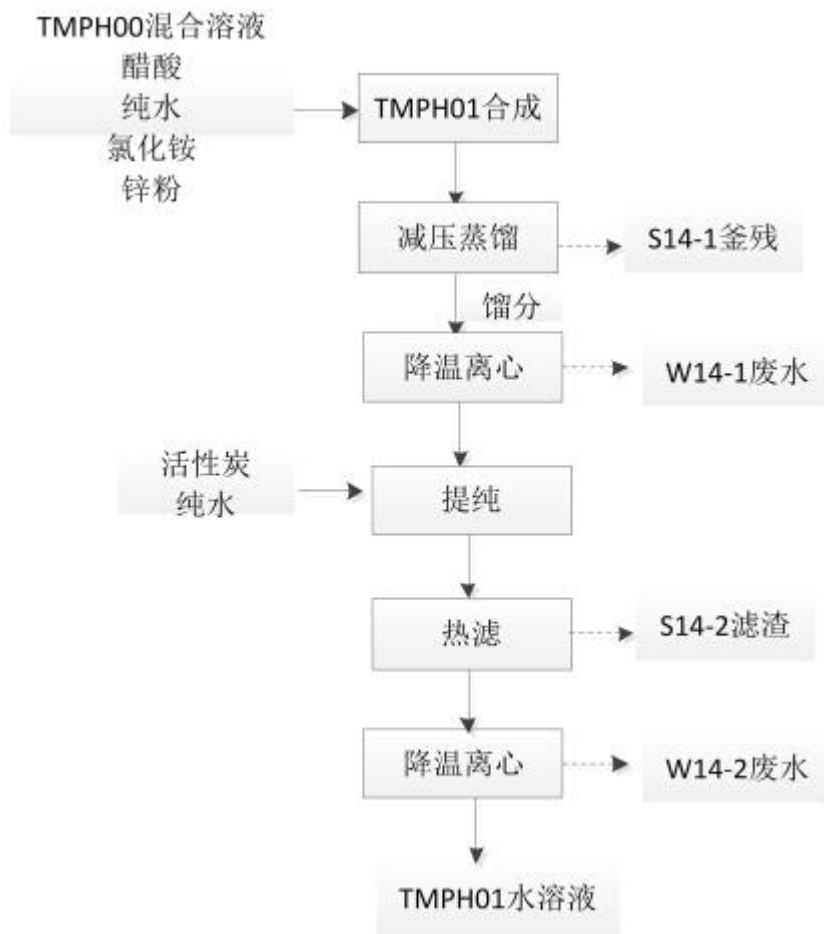 TMPH00混合溶液
醋酸
纯水
氯化铵
锌粉
TMPH01合成
减压蒸馏
S14-1釜残
馏分
降温离心
W14-1废水
活性炭
纯水
提纯
热滤
S14-2滤渣
降温离心
W14-2废水
TMPH01水溶液